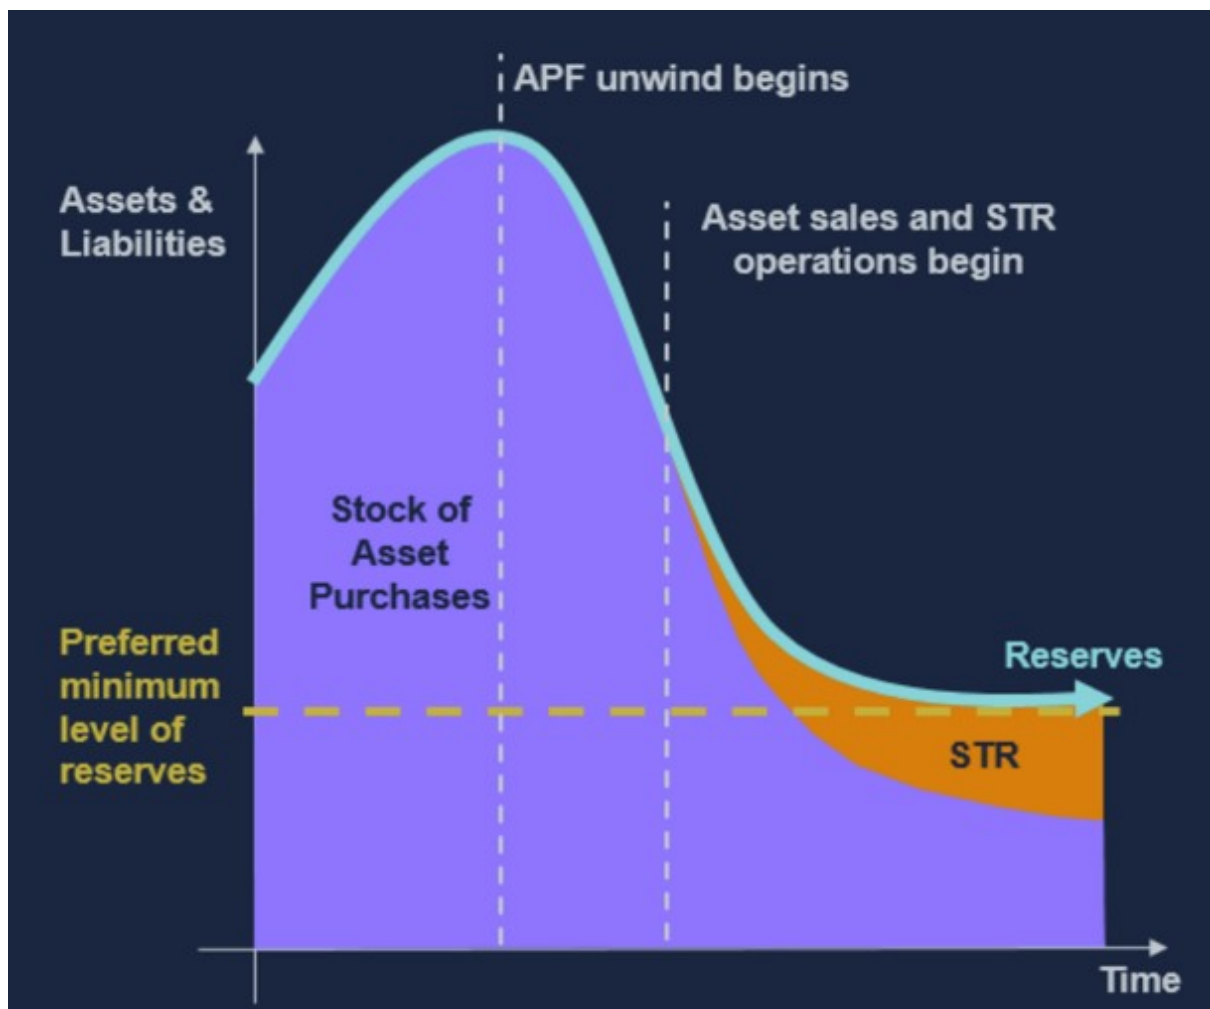 APF unwind begins
Assets &
Liabilities
Asset sales and STR
operations begin
Stock of
Asset
Purchases
Preferred
minimum
level of
reserves
Reserves
STR
Time